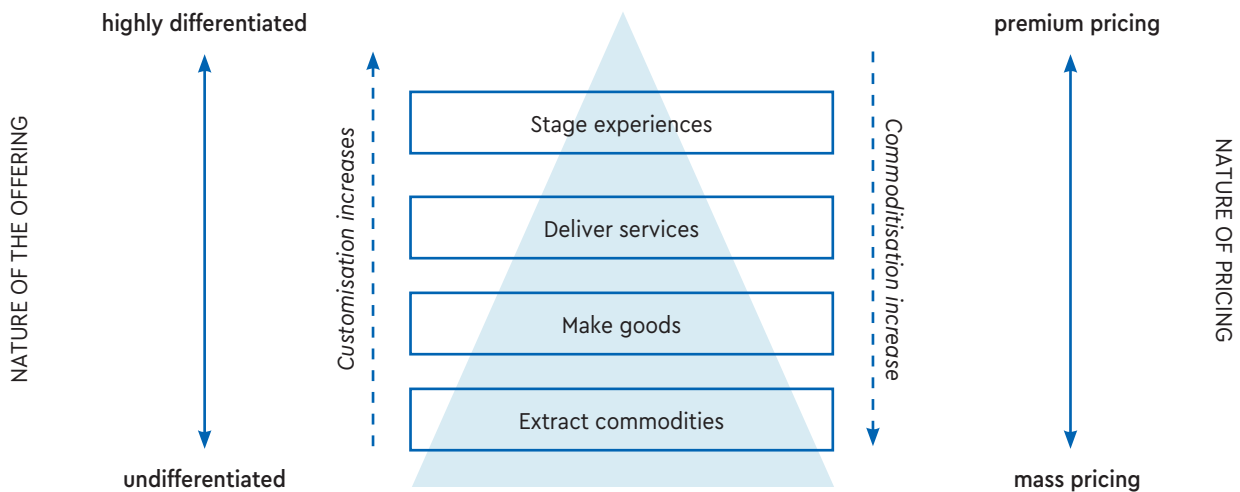 highly differentiated
premium pricing
NATURE OF THE OFFERING
Customisation increases
Stage experiences
Deliver services
Make goods
Extract commodities
Commoditisation increase
NATURE OF PRICING
undifferentiated
mass pricing